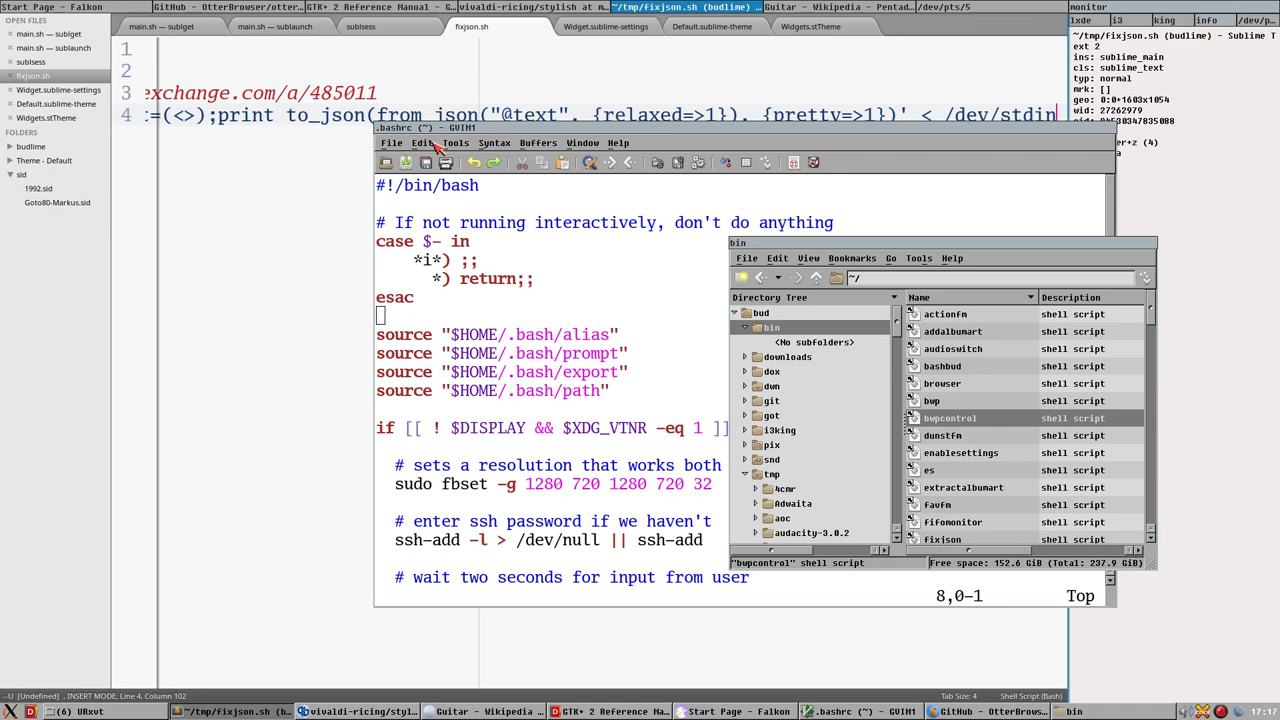 Start Page - Falkon
GitHub - OtterBrowser/otter...
GTK+ 2 Reference Manual - G...
vivaldi-ricing/stylish at m...
~/tmp/fixjson.sh (budlime) ...
Guitar - Wikipedia - Pentad...
/dev/pts/5
monitor
lxde
i3
king
info
/dev/p...
main.sh — sublget
main.sh — sublaunch
sublsess
fixjson.sh
Widget.sublime-settings
Default.sublime-theme
Widgets.stTheme
OPEN FILES
main.sh — sublget
main.sh — sublaunch
sublsess
fixjson.sh
Widget.sublime-settings
Default.sublime-theme
Widgets.stTheme
FOLDERS
budlime
Theme - Default
sid
1992.sid
Goto80-Markus.sid
1
2
3 exchange.com/a/485011
4 t=(<>);print to_json(from_json("@text", {relaxed=>1}), {pretty=>1})' < /dev/stdin
~/tmp/fixjson.sh (budlime) - Sublime T
ext 2
ins: sublime_main
cls: sublime_text
typ: normal
mrk: []
geo: 0:0+1603x1054
wid: 27262979
er+z (4)
a
.bashrc (~) - GVIM1
File Edit Tools Syntax Buffers Window Help
#!/bin/bash
# If not running interactively, don't do anything
case $- in
*i*) ;;
*) return;;
esac
source "$HOME/.bash/alias"
source "$HOME/.bash/prompt"
source "$HOME/.bash/export"
source "$HOME/.bash/path"
if [[ ! $DISPLAY && $XDG_VTNR -eq 1 ]]
# sets a resolution that works both
sudo fbset -g 1280 720 1280 720 32
# enter ssh password if we haven't
ssh-add -l > /dev/null || ssh-add
# wait two seconds for input from user
8,0-1 Top
bin
File Edit View Bookmarks Go Tools Help
~/
Directory Tree
bud
bin
<No subfolders>
downloads
dox
dwn
git
got
i3king
pix
snd
tmp
4cmr
Adwaita
aoc
audacity-3.0.2
Name Description
actionfm shell script
addalbumart shell script
audioswitch shell script
bashbud shell script
browser shell script
bwp shell script
bwpcontrol shell script
dunstfm shell script
enablesettings shell script
es shell script
extractalbumart shell script
favfm shell script
fifomonitor shell script
fixjson shell script
"bwpcontrol" shell script
Free space: 152.6 GiB (Total: 237.9 GiB)
--U [Undefined] , INSERT MODE, Line 4, Column 102
Tab Size: 4
Shell Script (Bash)
(6) URxvt
~/tmp/fixjson.sh (b...
vivaldi-ricing/styl...
Guitar - Wikipedia ...
GTK+ 2 Reference Ma...
Start Page - Falkon
.bashrc (~) - GVIM1
GitHub - OtterBrows...
bin
17:17